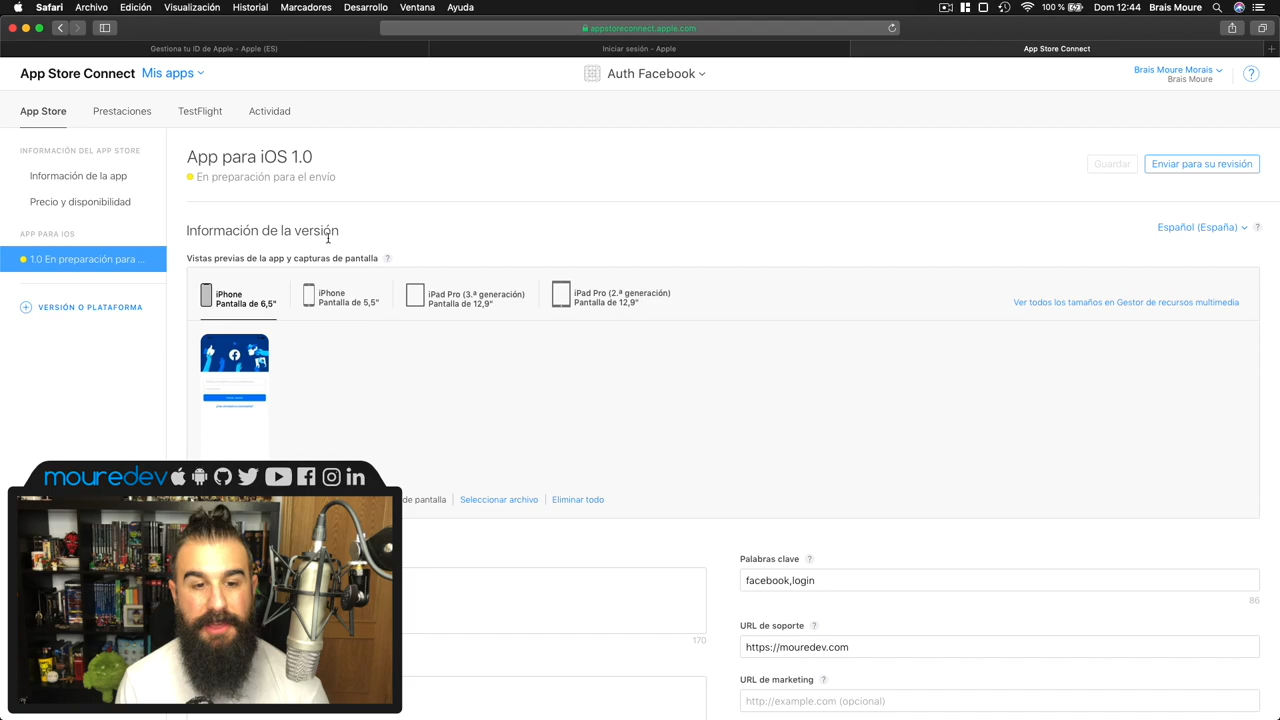 Safari Archivo Edición Visualización Historial Marcadores Desarrollo Ventana Ayuda
100 % 17:44 Brais Moure
appstoreconnect.apple.com
Gestiona tu ID de Apple - Apple (ES)
Iniciar sesión - Apple
App Store Connect
App Store Connect Mis apps
Auth Facebook
Brais Moure Morais
Brais Moure
?
App Store Prestaciones TestFlight Actividad
INFORMACIÓN DEL APP STORE
Información de la app
Precio y disponibilidad
APP PARA IOS
1.0 En preparación para ...
VERSIÓN O PLATAFORMA
App para iOS 1.0
En preparación para el envío
Guardar
Enviar para su revisión
Información de la versión
Español (España) ?
Vistas previas de la app y capturas de pantalla ?
iPhone
Pantalla de 6,5"
iPhone
Pantalla de 5,5"
iPad Pro (3.ª generación)
Pantalla de 12,9"
iPad Pro (2.ª generación)
Pantalla de 12,9"
Ver todos los tamaños en Gestor de recursos multimedia
de pantalla Seleccionar archivo Eliminar todo
mouredev
170
Palabras clave ?
facebook,login
86
URL de soporte ?
https://mouredev.com
URL de marketing ?
http://example.com (opcional)